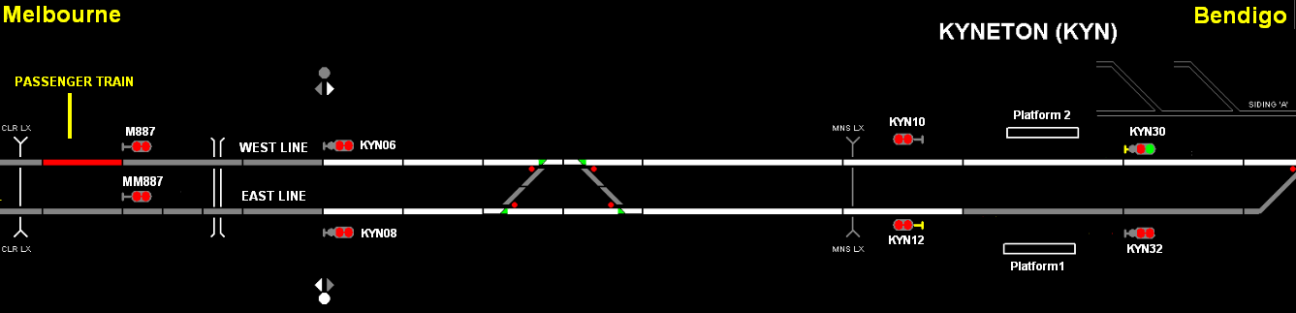 Melbourne
Bendigo
KYNETON (KYN)
PASSENGER TRAIN
SIDING 'A'
Platform 2
CLR LX
M887
KYN10
MNS LX
KYN30
WEST LINE
KYN06
MM887
EAST LINE
KYN08
KYN12
KYN32
CLR LX
MNS LX
Platform1